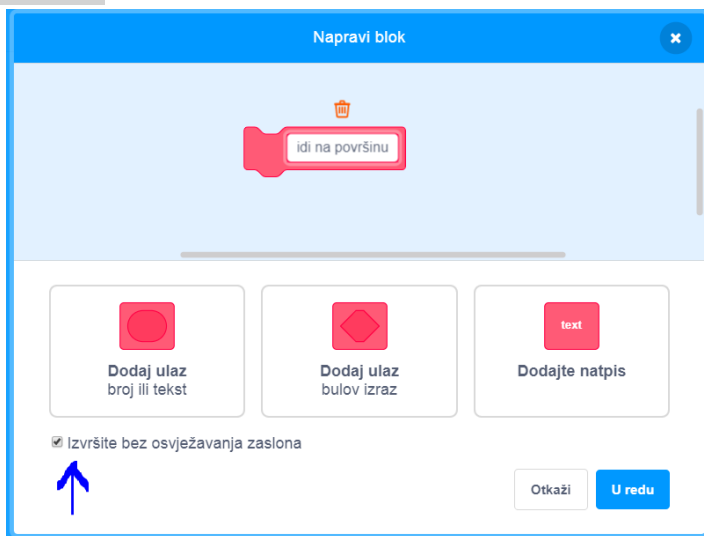 Napravi blok
idi na površinu
text
Dodaj ulaz
broj ili tekst
Dodaj ulaz
bulov izraz
Dodajte natpis
Izvršite bez osvježavanja zaslona
Otkaži
U redu